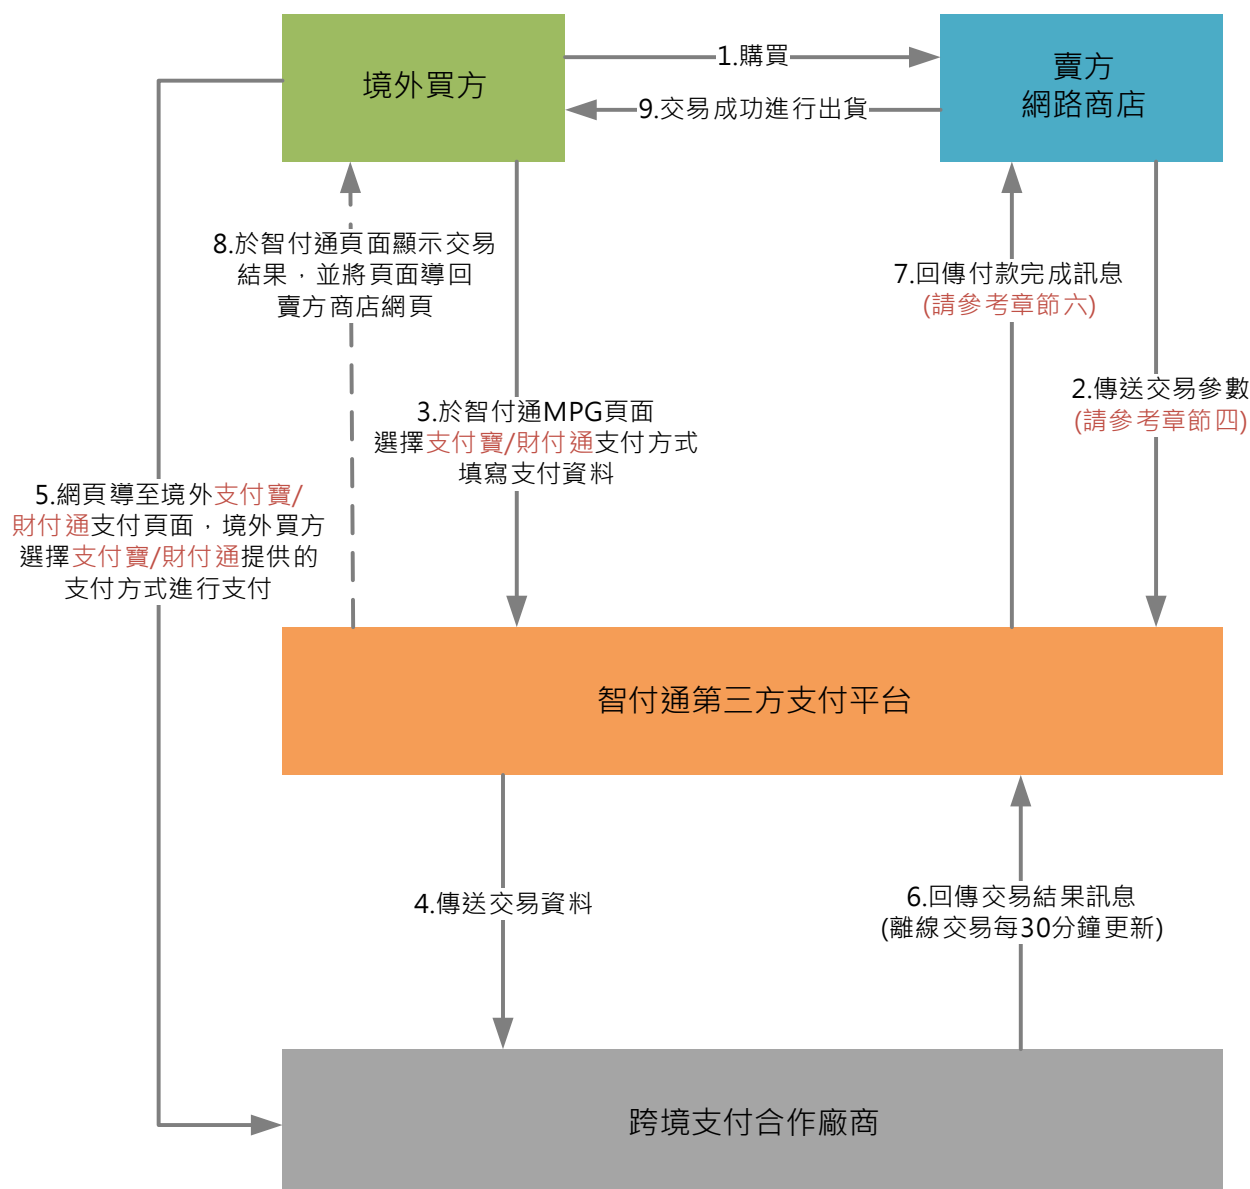 境外買方
1.購買
賣方
網路商店
9.交易成功進行出貨
8.於智付通頁面顯示交易
結果，並將頁面導回
賣方商店網頁
7.回傳付款完成訊息
(請參考章節六)
2.傳送交易參數
(請參考章節四)
3.於智付通MPG頁面
選擇支付寶/財付通支付方式
填寫支付資料
5.網頁導至境外支付寶/
財付通支付頁面，境外買方
選擇支付寶/財付通提供的
支付方式進行支付
智付通第三方支付平台
4.傳送交易資料
6.回傳交易結果訊息
(離線交易每30分鐘更新)
跨境支付合作廠商